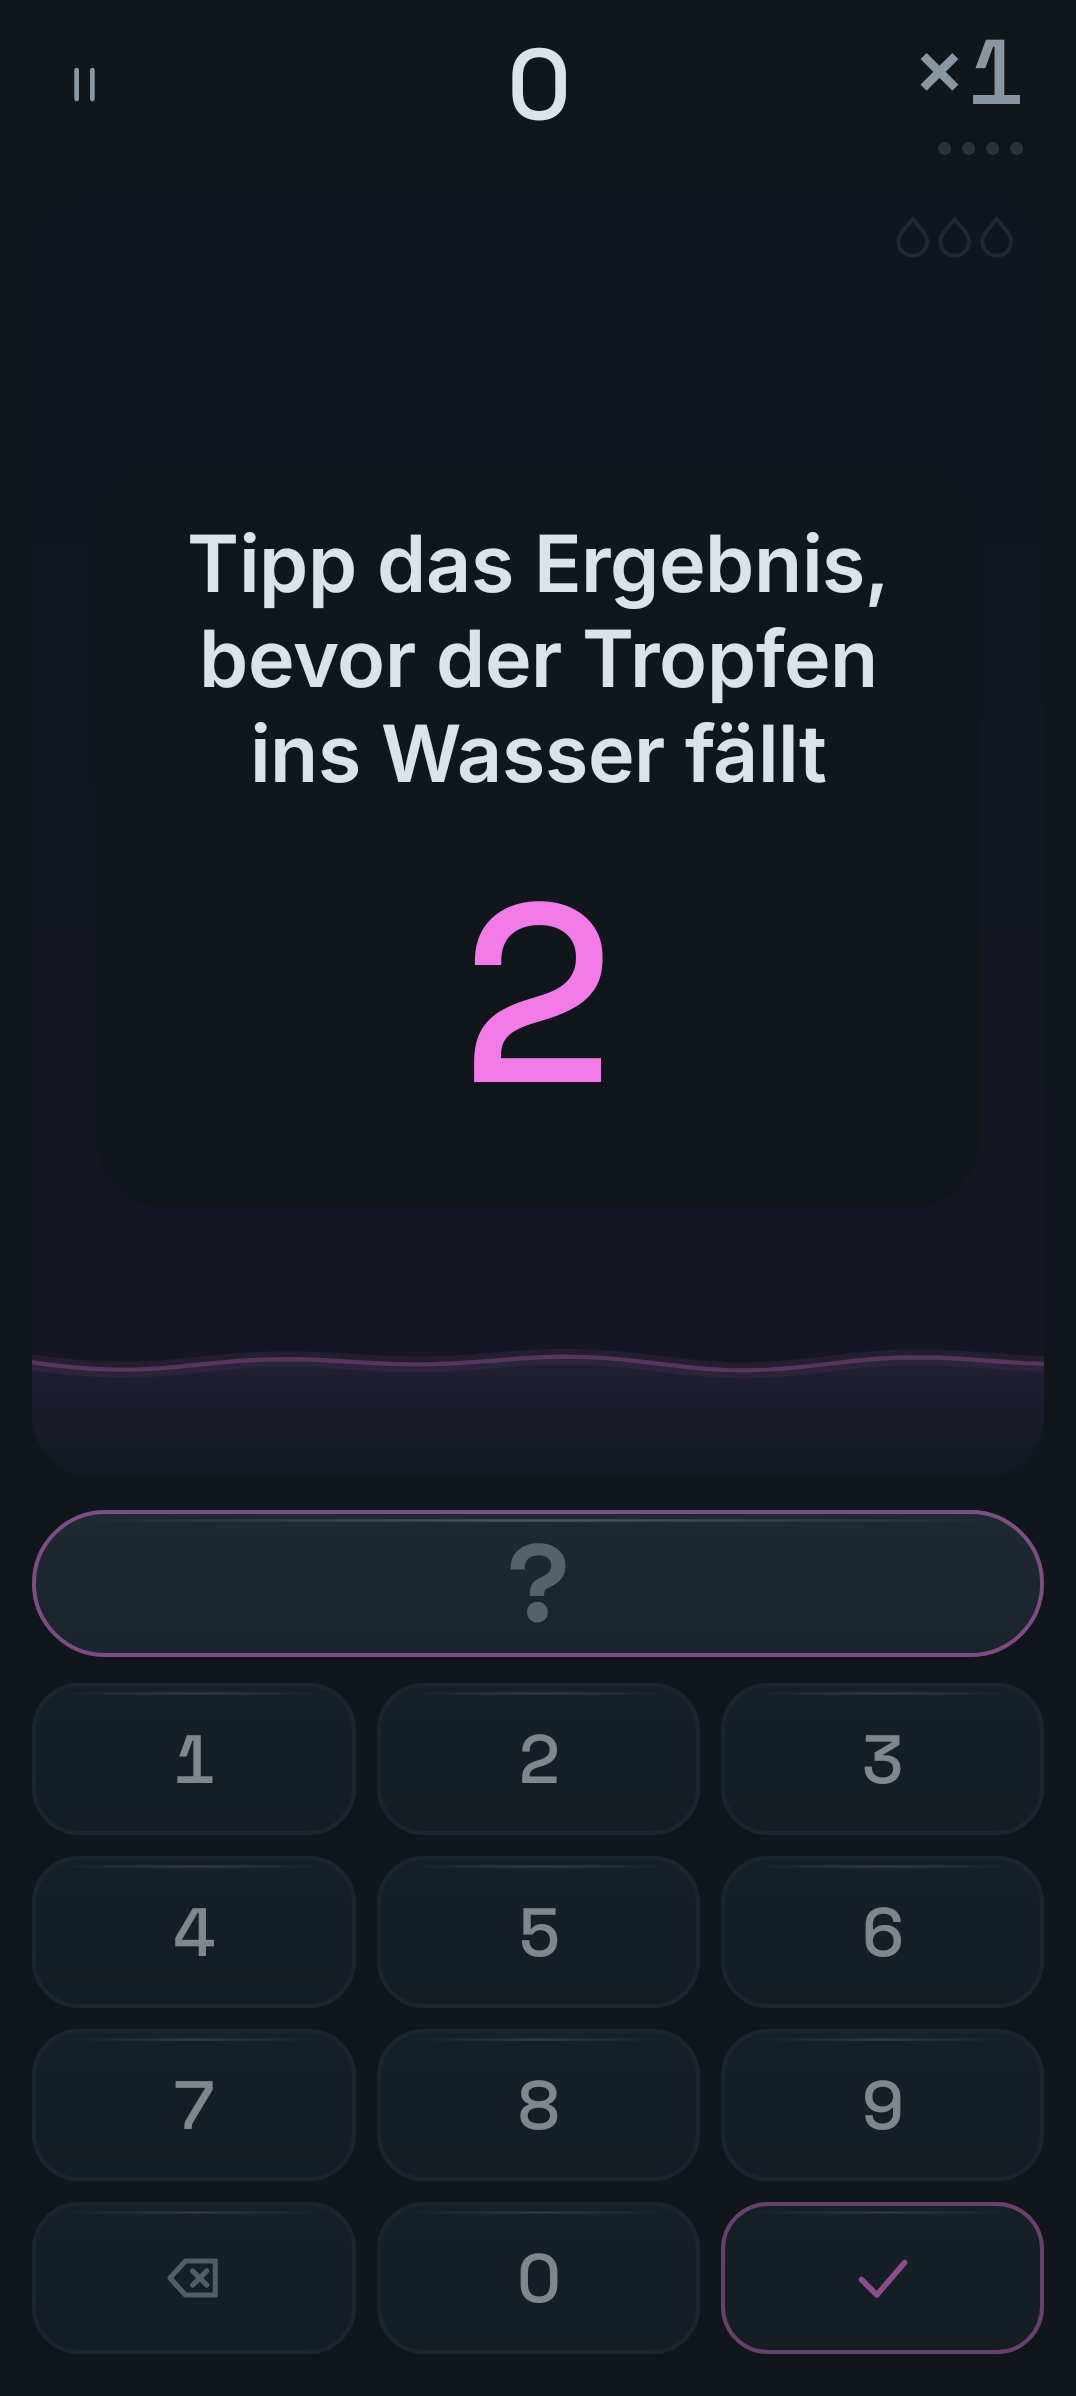 0
×1
Tipp das Ergebnis,
bevor der Tropfen
ins Wasser fällt
2
?
1 2 3
4 5 6
7 8 9
0